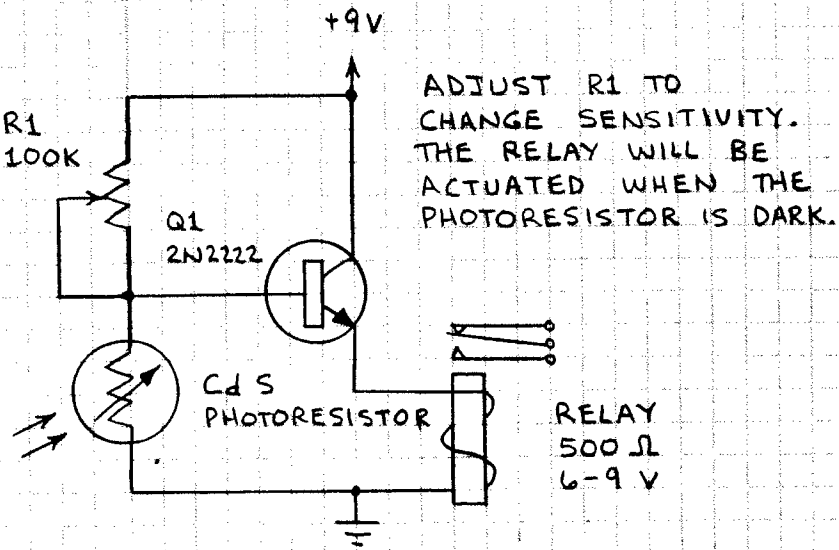 +9V
ADJUST R1 TO
CHANGE SENSITIVITY.
THE RELAY WILL BE
ACTUATED WHEN THE
PHOTORESISTOR IS DARK.
R1
100K
Q1
2N2222
CdS
PHOTORESISTOR
RELAY
500 Ω
6-9 V